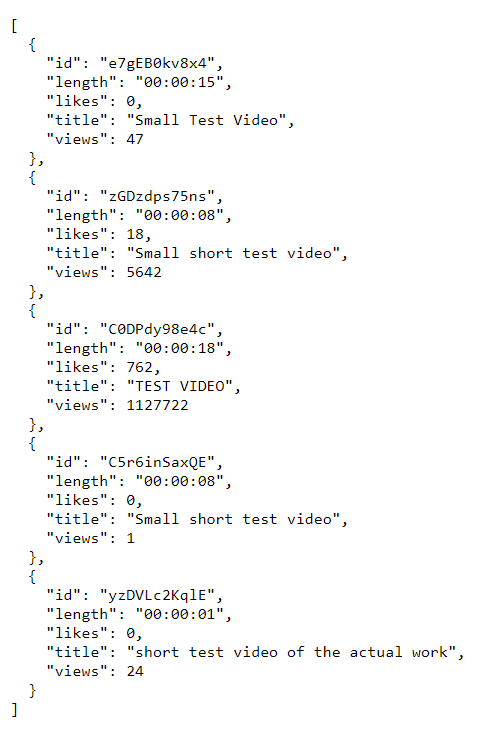 [
  {
    "id": "e7gEB0kv8x4",
    "length": "00:00:15",
    "likes": 0,
    "title": "Small Test Video",
    "views": 47
  },
  {
    "id": "zGDzdps75ns",
    "length": "00:00:08",
    "likes": 18,
    "title": "Small short test video",
    "views": 5642
  },
  {
    "id": "C0DPdy98e4c",
    "length": "00:00:18",
    "likes": 762,
    "title": "TEST VIDEO",
    "views": 1127722
  },
  {
    "id": "C5r6inSaxQE",
    "length": "00:00:08",
    "likes": 0,
    "title": "Small short test video",
    "views": 1
  },
  {
    "id": "yzDVLc2KqlE",
    "length": "00:00:01",
    "likes": 0,
    "title": "short test video of the actual work",
    "views": 24
  }
]